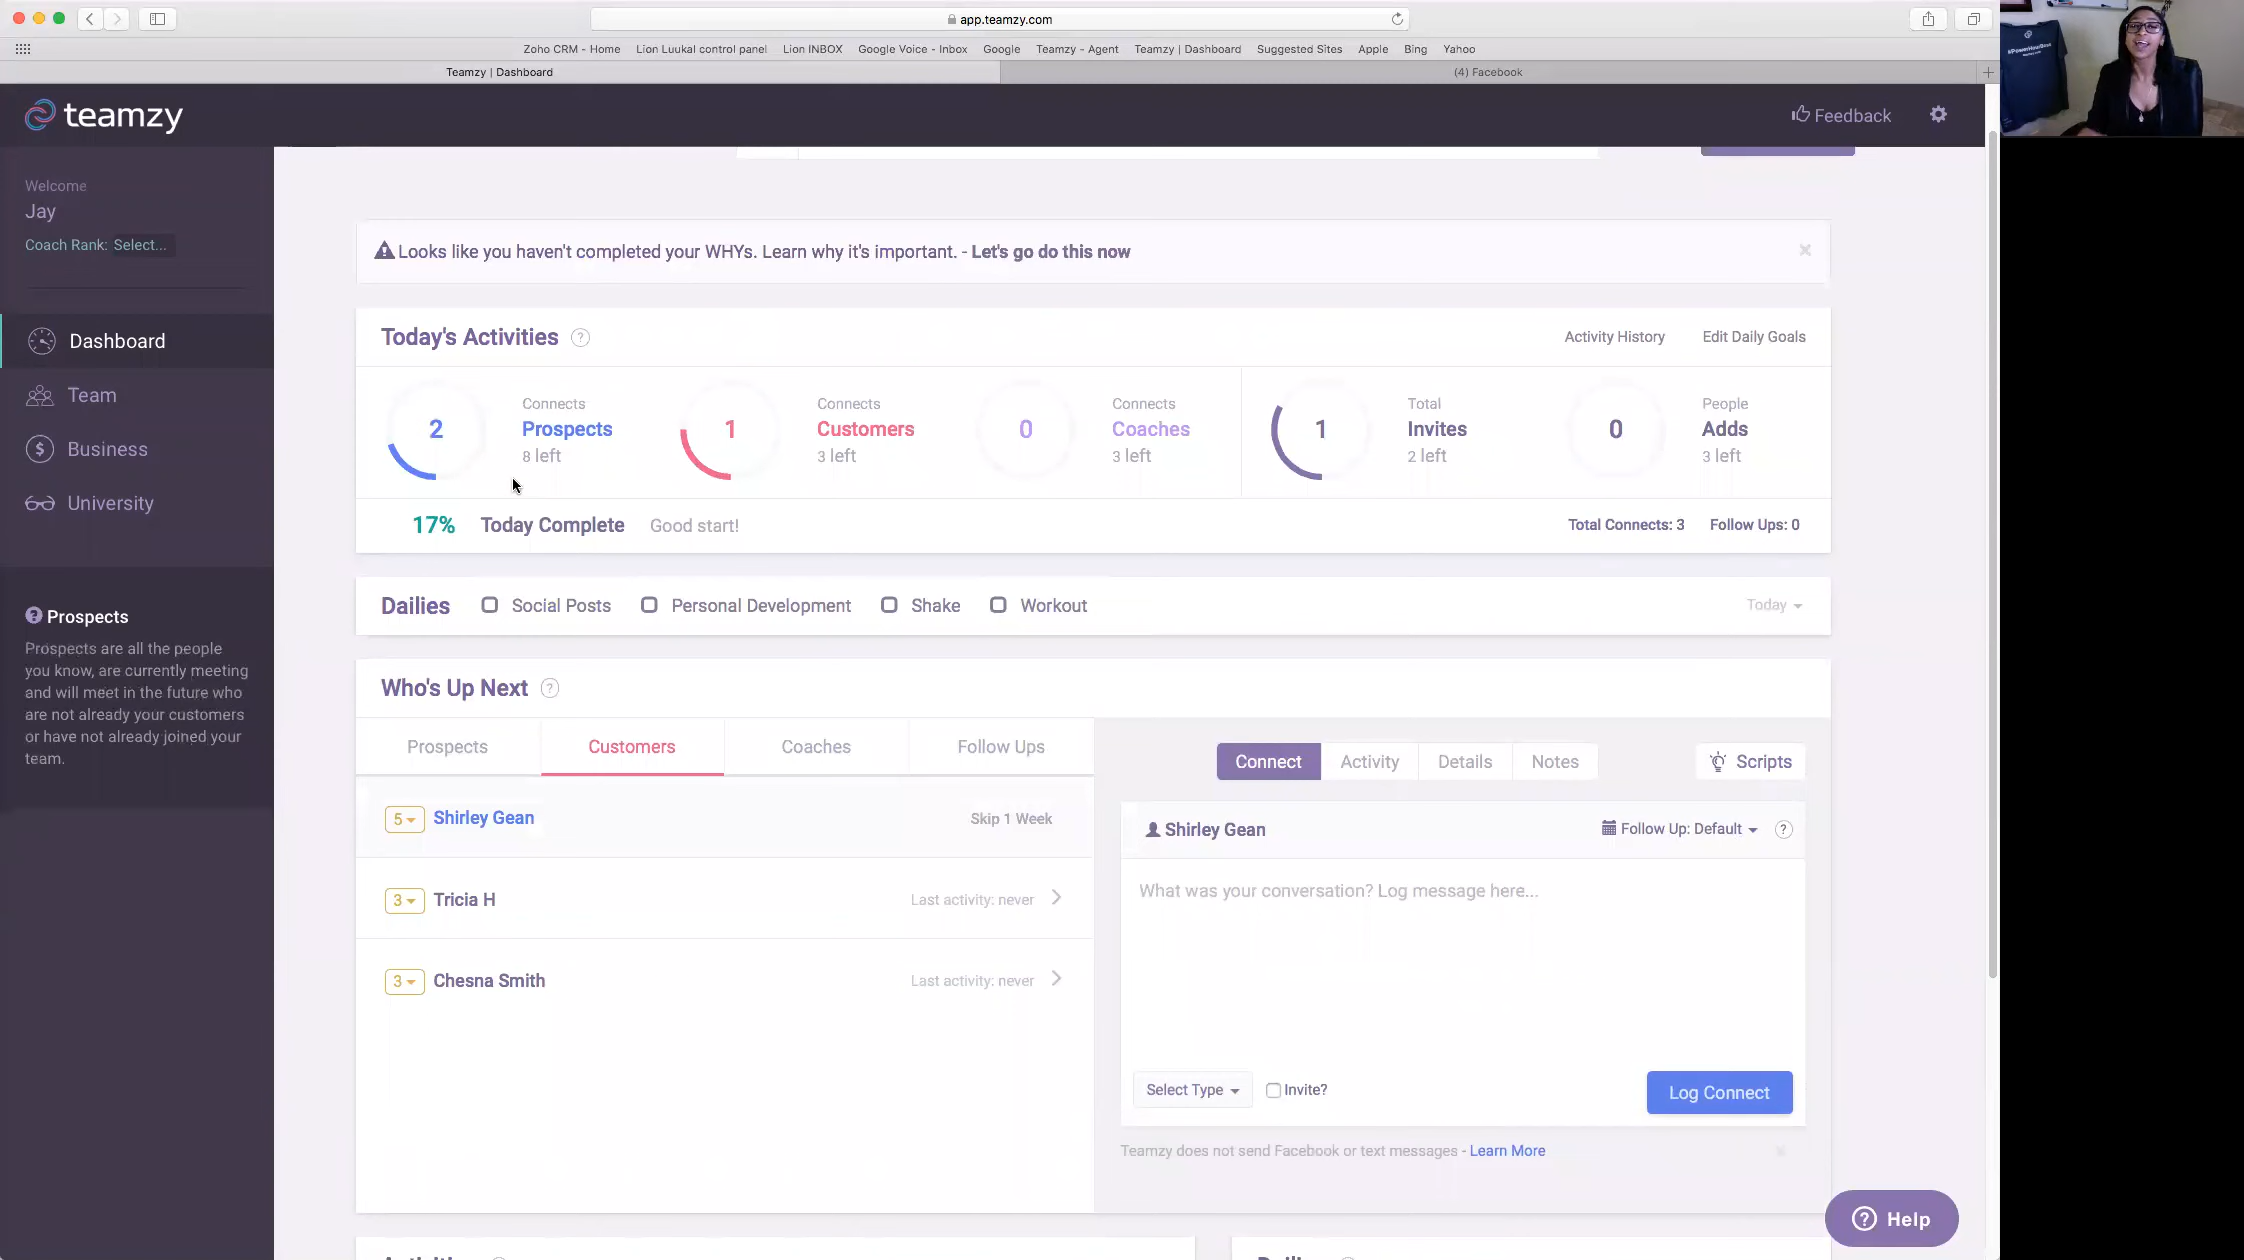 app.teamzy.com
Zoho CRM - Home
Lion Luukal control panel
Lion INBOX
Google Voice - Inbox
Google
Teamzy - Agent
Teamzy | Dashboard
Suggested Sites
Apple
Bing
Yahoo
Teamzy | Dashboard
(4) Facebook
teamzy
Feedback
Welcome
Jay
Coach Rank: Select...
Dashboard
Team
Business
University
Prospects
Prospects are all the people
you know, are currently meeting
and will meet in the future who
are not already your customers
or have not already joined your
team.
Looks like you haven't completed your WHYs. Learn why it's important. - Let's go do this now
Today's Activities
Activity History
Edit Daily Goals
2
Connects
Prospects
8 left
1
Connects
Customers
3 left
0
Connects
Coaches
3 left
1
Total
Invites
2 left
0
People
Adds
3 left
17%
Today Complete
Good start!
Total Connects: 3
Follow Ups: 0
Dailies
Social Posts
Personal Development
Shake
Workout
Today
Who's Up Next
Prospects
Customers
Coaches
Follow Ups
5
Shirley Gean
Skip 1 Week
3
Tricia H
Last activity: never
3
Chesna Smith
Last activity: never
Connect
Activity
Details
Notes
Scripts
Shirley Gean
Follow Up: Default
What was your conversation? Log message here...
Select Type
Invite?
Log Connect
Teamzy does not send Facebook or text messages - Learn More
Help